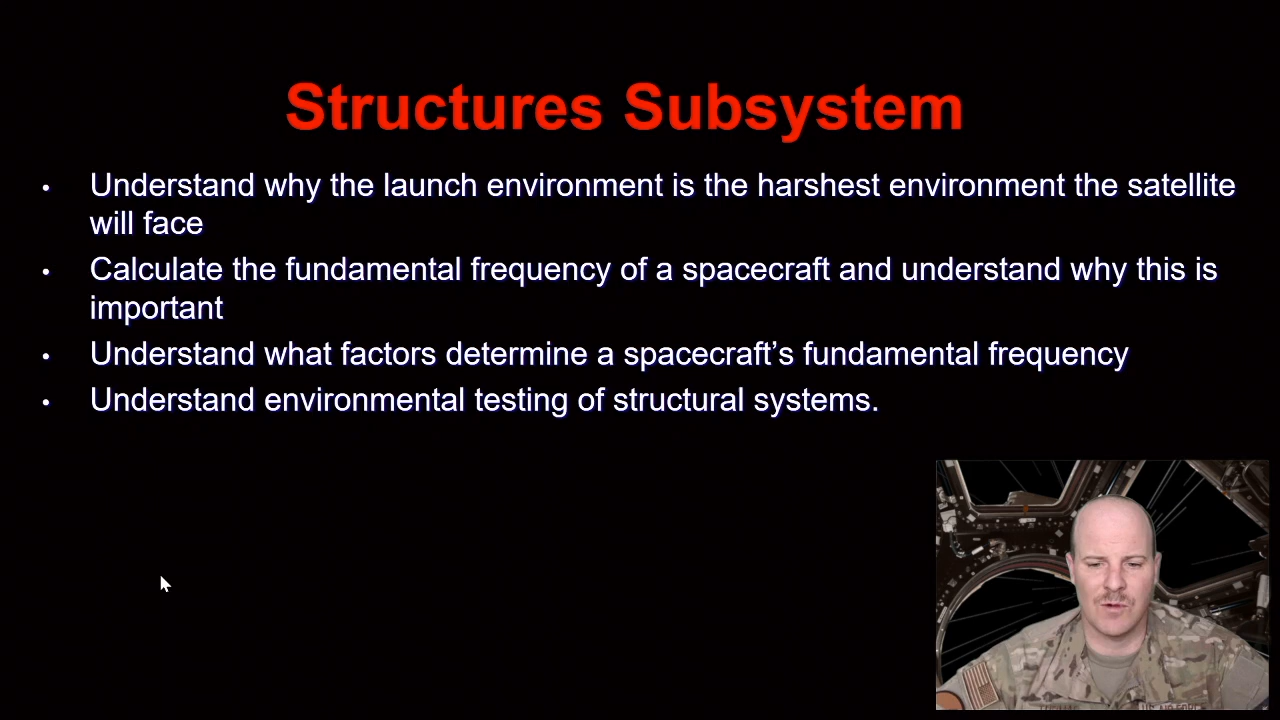 Structures Subsystem
• Understand why the launch environment is the harshest environment the satellite
will face
• Calculate the fundamental frequency of a spacecraft and understand why this is
important
• Understand what factors determine a spacecraft’s fundamental frequency
• Understand environmental testing of structural systems.